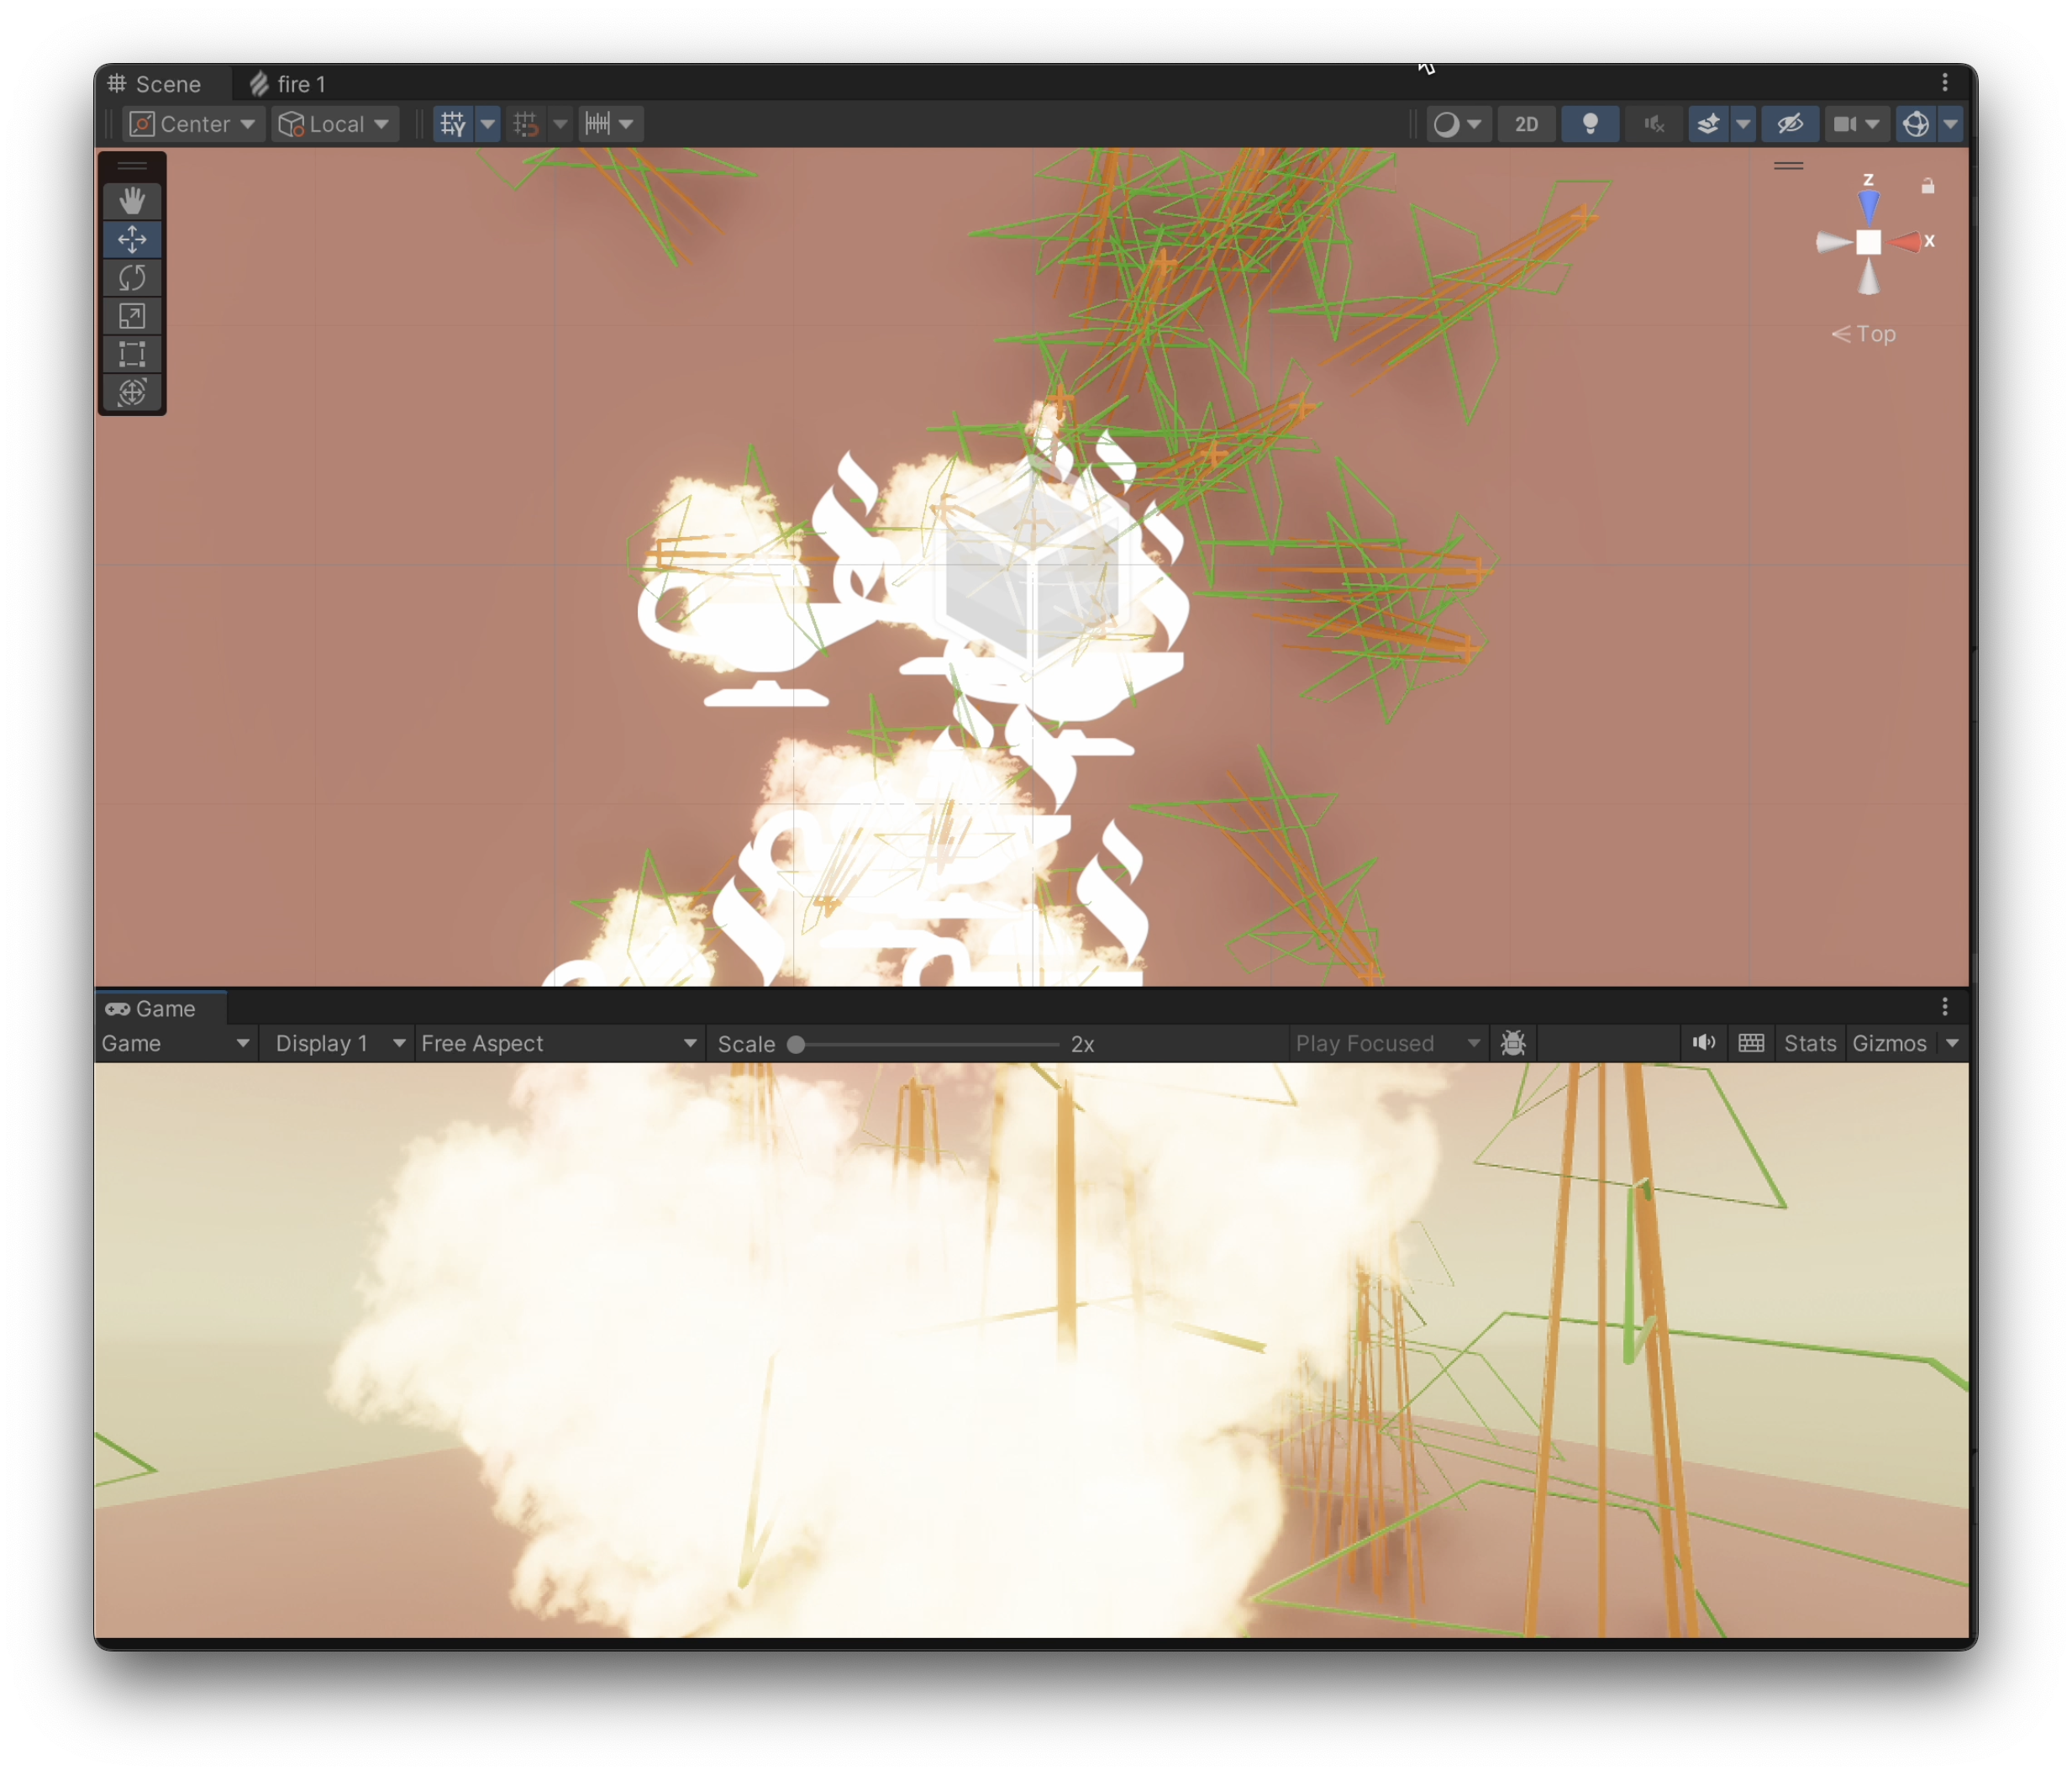 Scene
fire 1
Center
Local
2D
Z
X
Top
Game
Game
Display 1
Free Aspect
Scale
2x
Play Focused
Stats
Gizmos